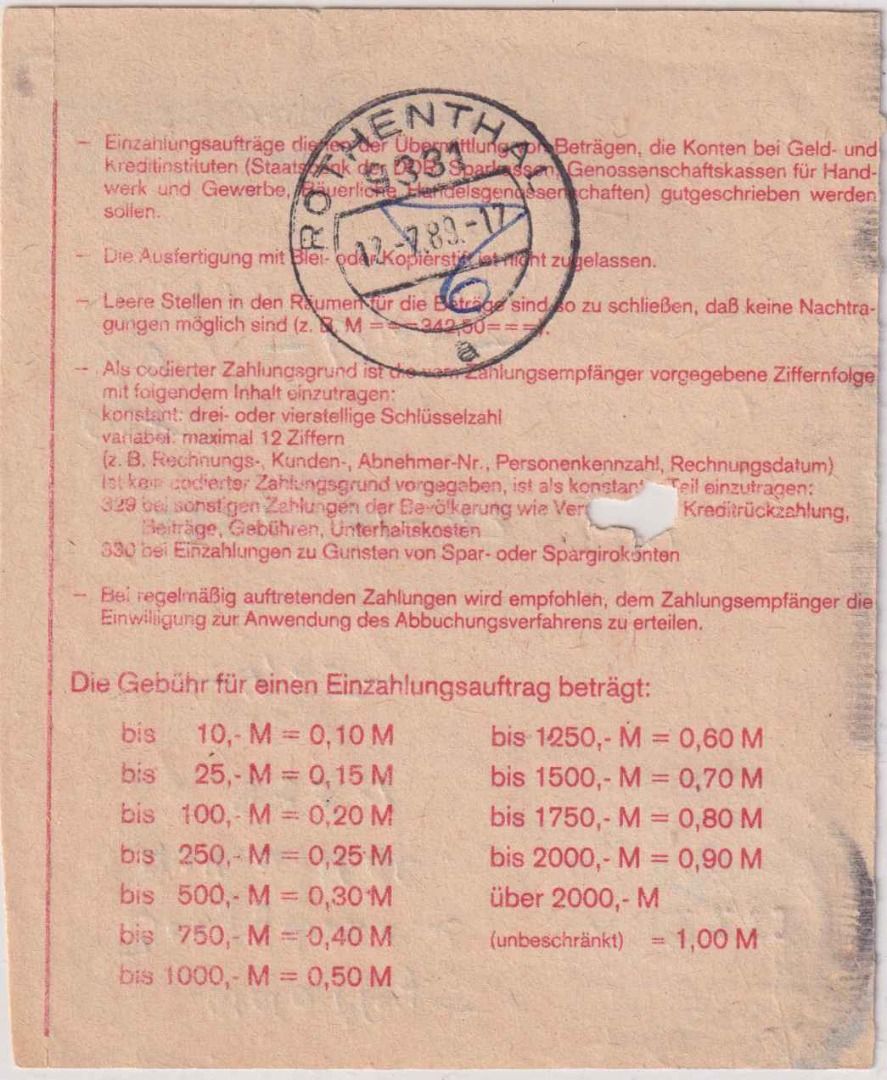 ROTHENTHAL
9331
12.-7.89.-17
6
a
— Einzahlungsaufträge dienen der Übermittlung von Beträgen, die Konten bei Geld- und
Kreditinstituten (Staatsbank der DDR, Sparkassen, Genossenschaftskassen für Hand-
werk und Gewerbe, Bäuerliche Handelsgenossenschaften) gutgeschrieben werden
sollen.
— Die Ausfertigung mit Blei- oder Kopierstift ist nicht zugelassen.
— Leere Stellen in den Räumen für die Beträge sind so zu schließen, daß keine Nachtra-
gungen möglich sind (z. B. M ===342,50===).
— Als codierter Zahlungsgrund ist die vom Zahlungsempfänger vorgegebene Ziffernfolge
mit folgendem Inhalt einzutragen:
konstant: drei- oder vierstellige Schlüsselzahl
variabel: maximal 12 Ziffern
(z. B. Rechnungs-, Kunden-, Abnehmer-Nr., Personenkennzahl, Rechnungsdatum)
Ist kein codierter Zahlungsgrund vorgegeben, ist als konstanter Teil einzutragen:
329 bei sonstigen Zahlungen der Bevölkerung wie Ver Kreditrückzahlung,
Beiträge, Gebühren, Unterhaltskosten
330 bei Einzahlungen zu Gunsten von Spar- oder Spargirokonten
— Bei regelmäßig auftretenden Zahlungen wird empfohlen, dem Zahlungsempfänger die
Einwilligung zur Anwendung des Abbuchungsverfahrens zu erteilen.
Die Gebühr für einen Einzahlungsauftrag beträgt:
bis 10,- M = 0,10 M
bis 25,- M = 0,15 M
bis 100,- M = 0,20 M
bis 250,- M = 0,25 M
bis 500,- M = 0,30 M
bis 750,- M = 0,40 M
bis 1000,- M = 0,50 M
bis 1250,- M = 0,60 M
bis 1500,- M = 0,70 M
bis 1750,- M = 0,80 M
bis 2000,- M = 0,90 M
über 2000,- M
(unbeschränkt) = 1,00 M